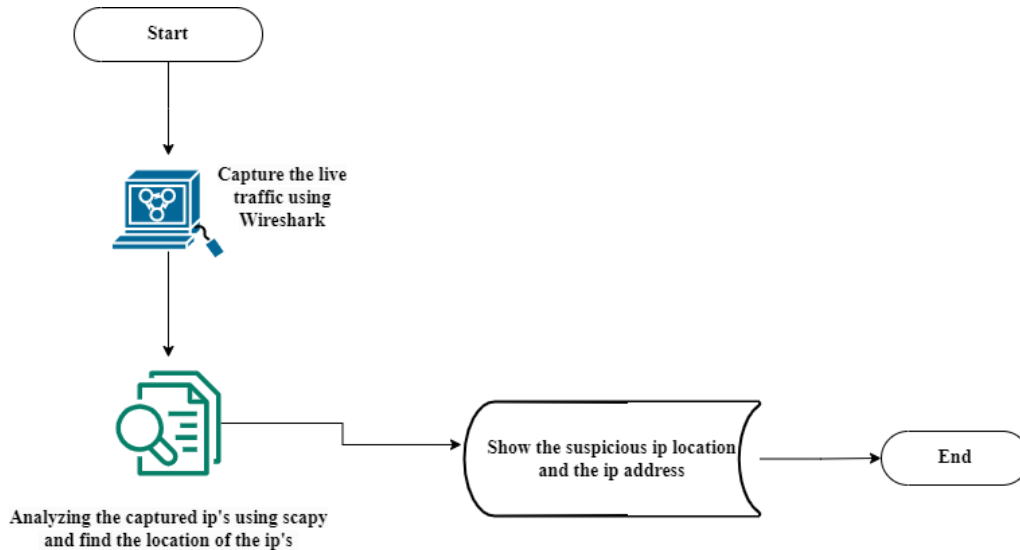 Start
Capture the live
traffic using
Wireshark
Analyzing the captured ip's using scapy
and find the location of the ip's
Show the suspicious ip location
and the ip address
End